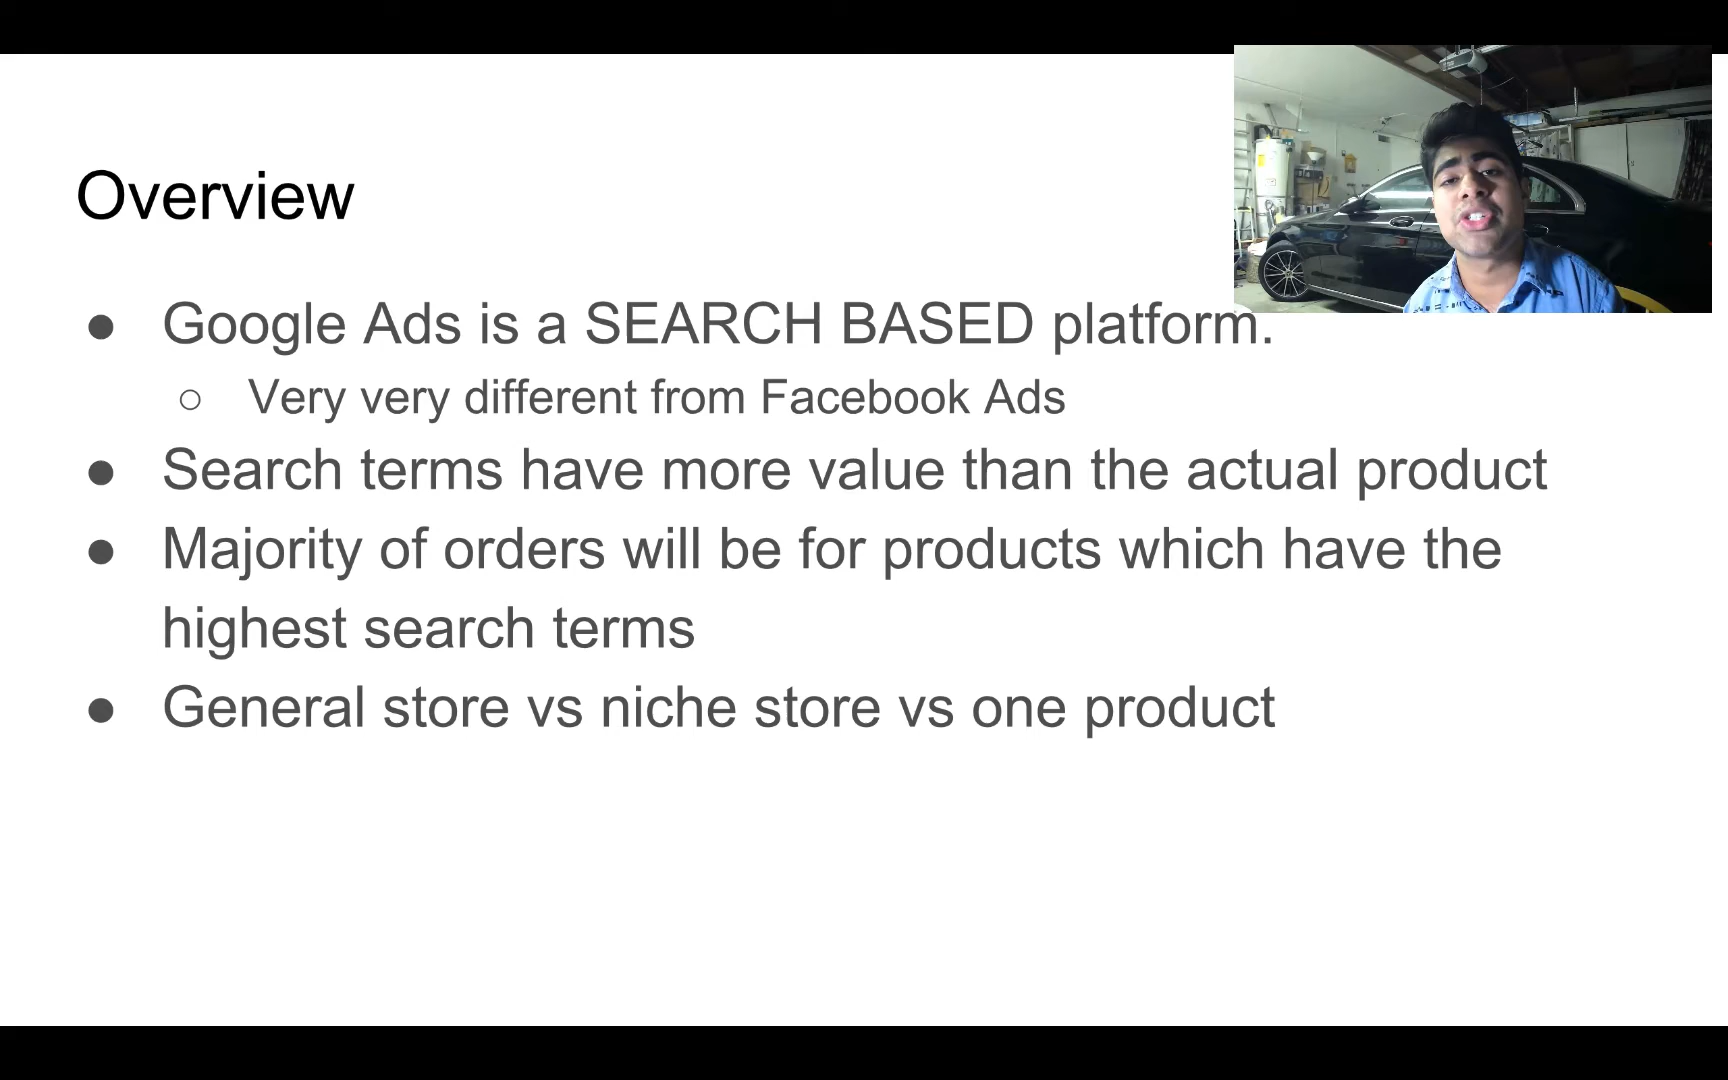 Overview
● Google Ads is a SEARCH BASED platform.
○ Very very different from Facebook Ads
● Search terms have more value than the actual product
● Majority of orders will be for products which have the
highest search terms
● General store vs niche store vs one product